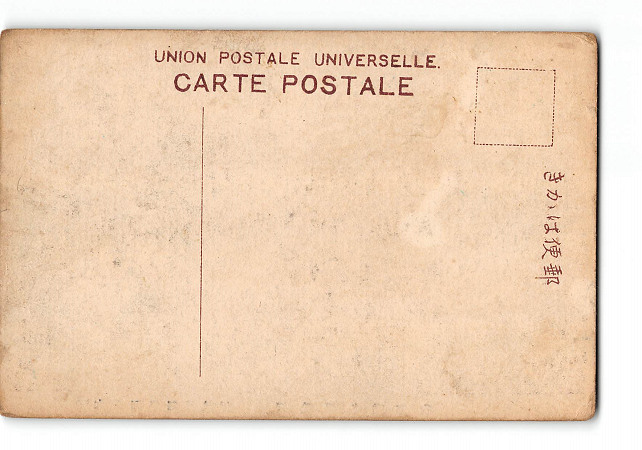 UNION POSTALE UNIVERSELLE.
CARTE POSTALE
きかは便郵